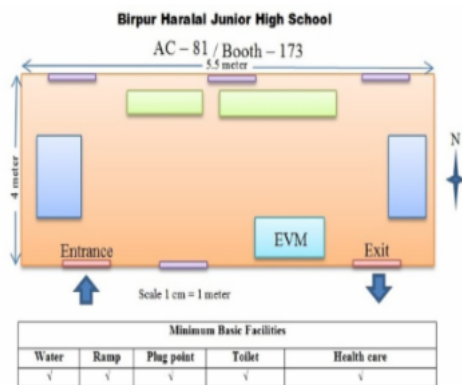 Birpur Haralal Junior High School
AC – 81 / Booth – 173
5.5 meter
4 meter
N
EVM
Entrance
Exit
Scale 1 cm = 1 meter
Minimum Basic Facilities
Water Ramp Plug point Toilet Health care
√ √ √ √ √